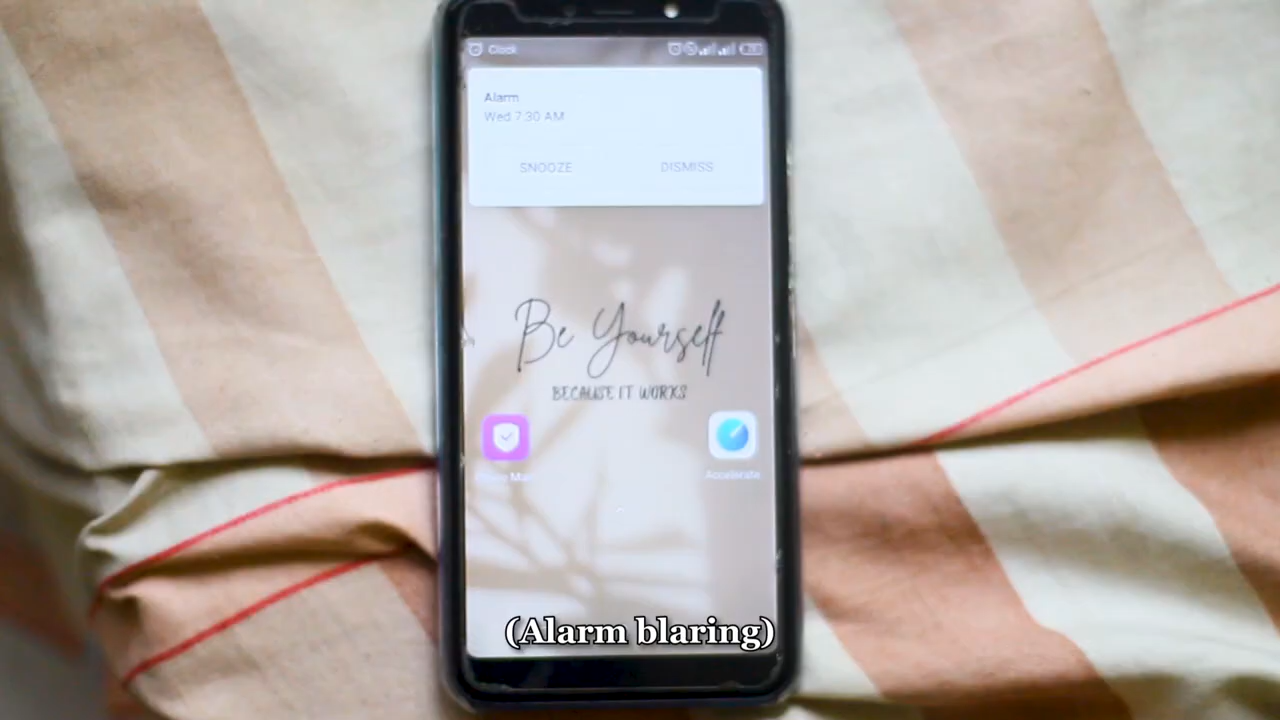 Clock
Alarm
Wed 7.30 AM
SNOOZE
DISMISS
Be Yourself
BECAUSE IT WORKS
Accelerate
(Alarm blaring)